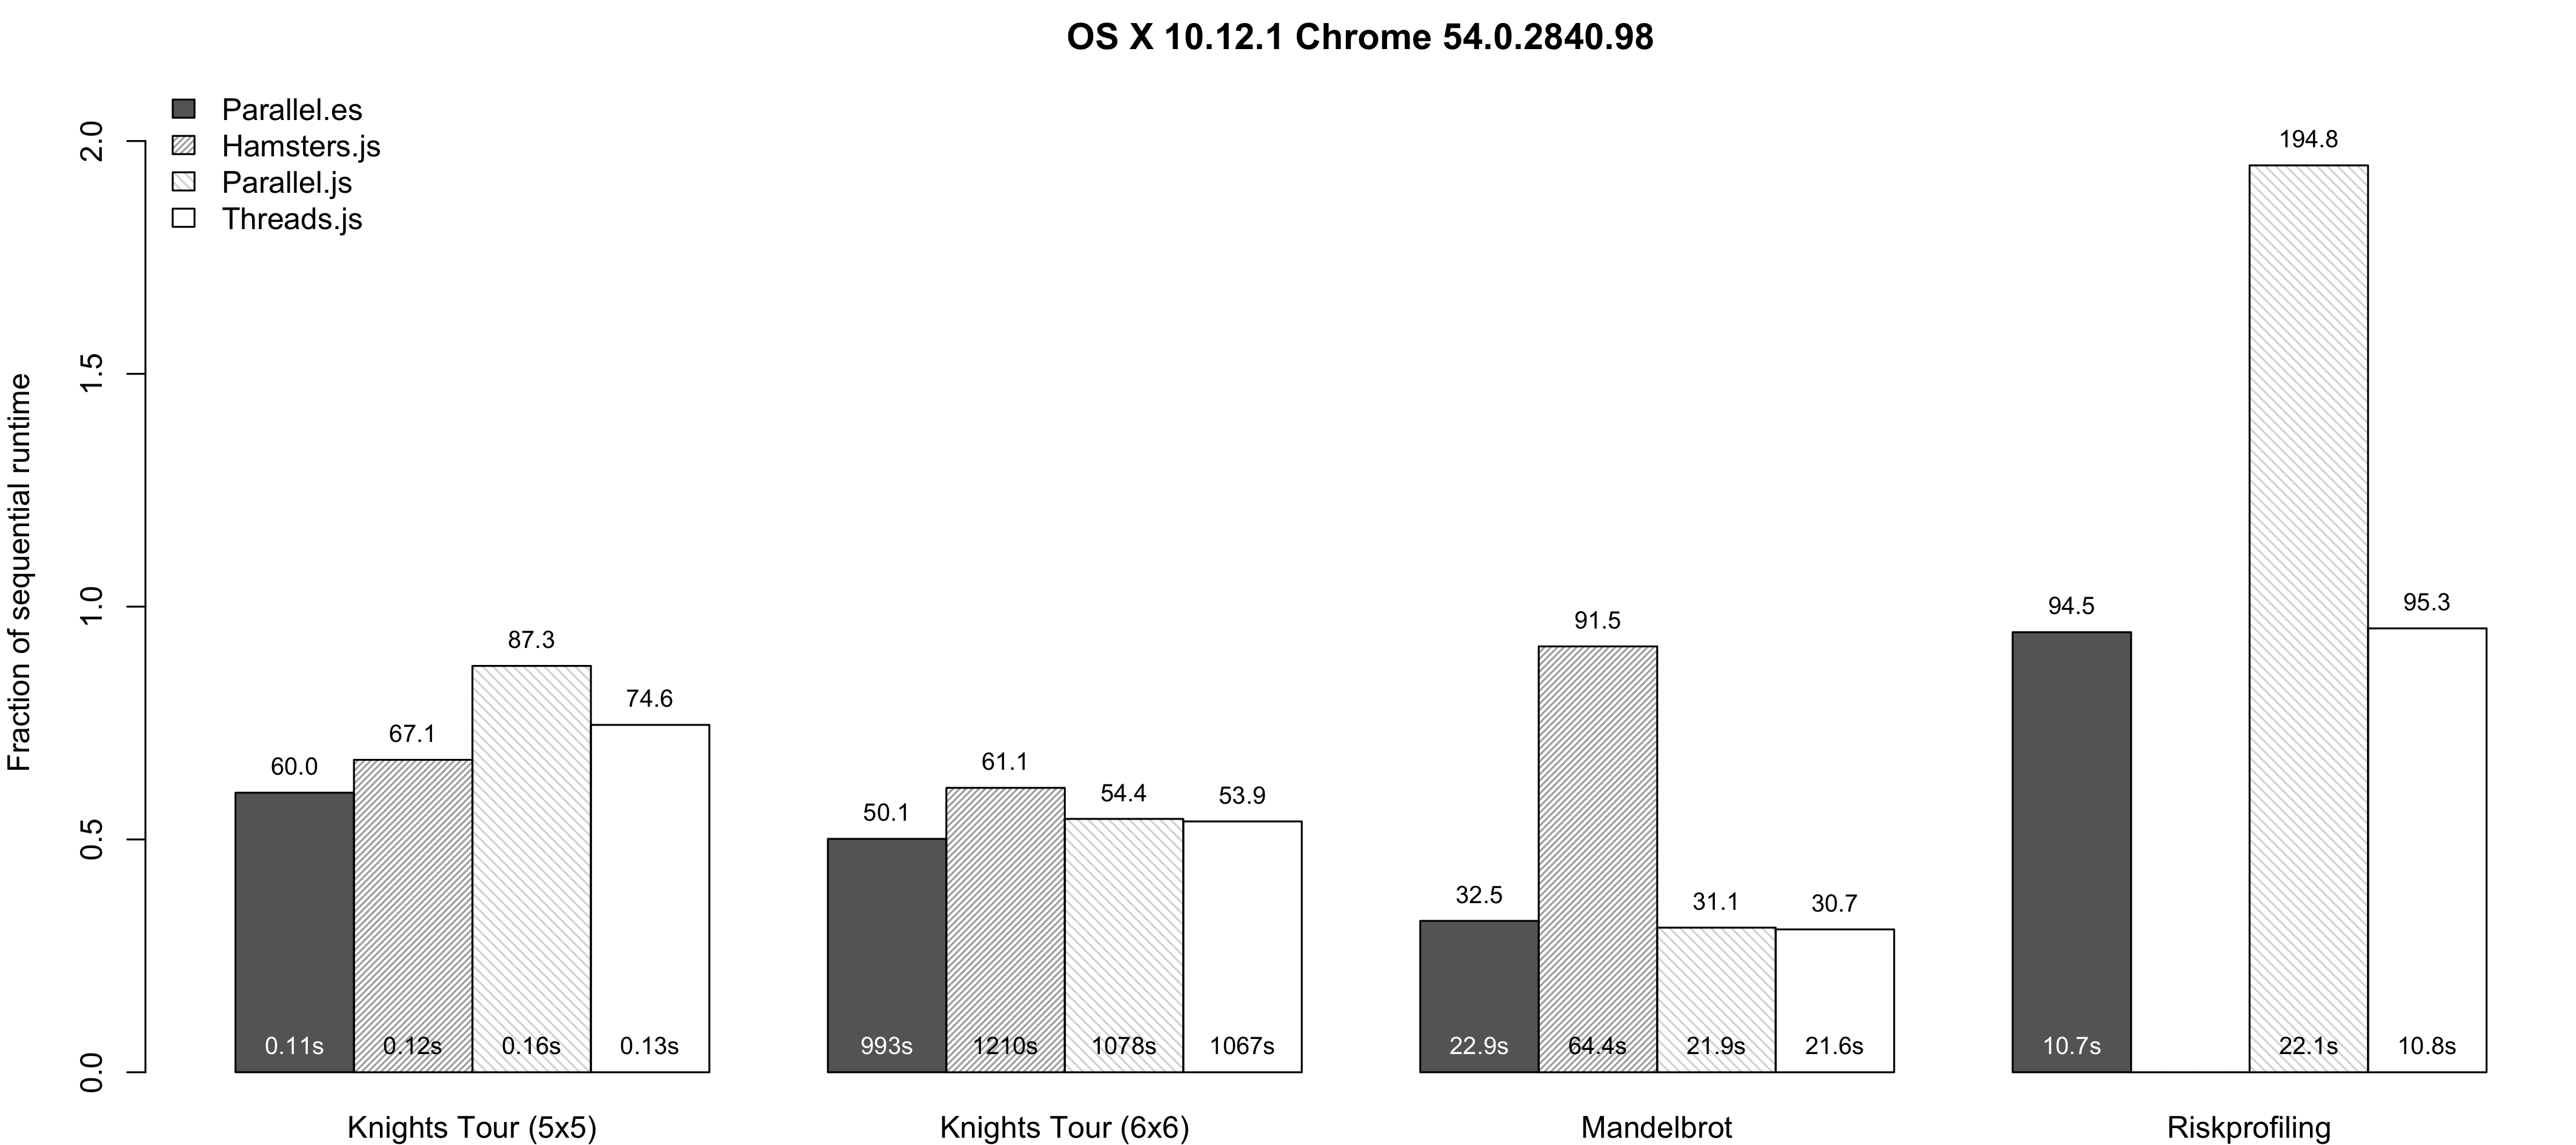 OS X 10.12.1 Chrome 54.0.2840.98
Parallel.es
Hamsters.js
Parallel.js
Threads.js
Fraction of sequential runtime
2.0
1.5
1.0
0.5
0.0
60.0 67.1 87.3 74.6
0.11s 0.12s 0.16s 0.13s
Knights Tour (5x5)
50.1 61.1 54.4 53.9
993s 1210s 1078s 1067s
Knights Tour (6x6)
32.5 91.5 31.1 30.7
22.9s 64.4s 21.9s 21.6s
Mandelbrot
94.5 194.8 95.3
10.7s 22.1s 10.8s
Riskprofiling